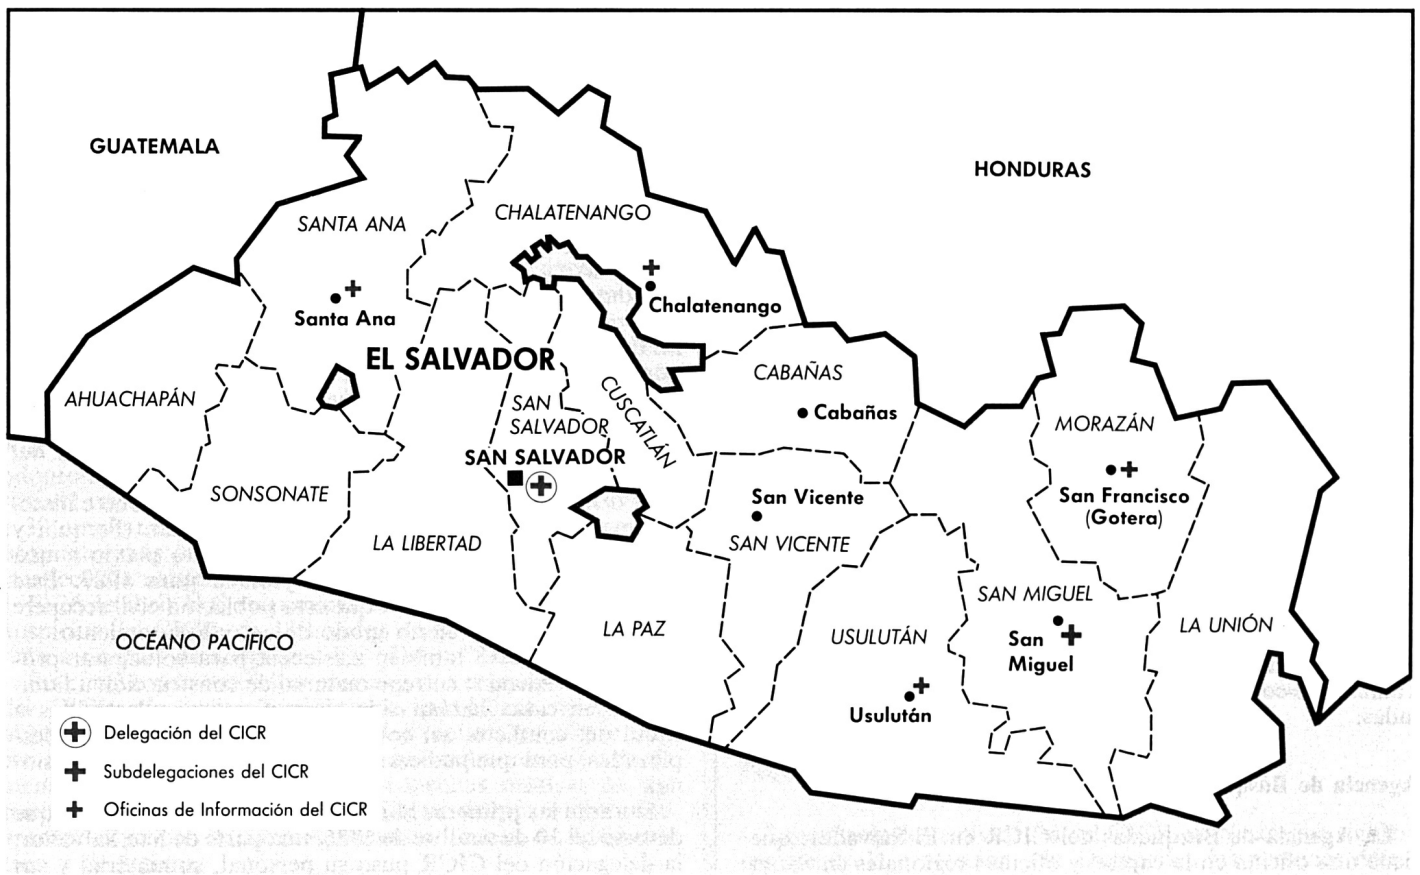 GUATEMALA
HONDURAS
SANTA ANA
CHALATENANGO
Santa Ana
Chalatenango
EL SALVADOR
AHUACHAPÁN
CABAÑAS
CUSCATLÁN
SAN
SALVADOR
Cabañas
MORAZÁN
SAN SALVADOR
SONSONATE
San Vicente
San Francisco
(Gotera)
LA LIBERTAD
SAN VICENTE
SAN MIGUEL
LA PAZ
USULUTÁN
San
Miguel
LA UNIÓN
OCÉANO PACÍFICO
Usulután
Delegación del CICR
Subdelegaciones del CICR
Oficinas de Información del CICR